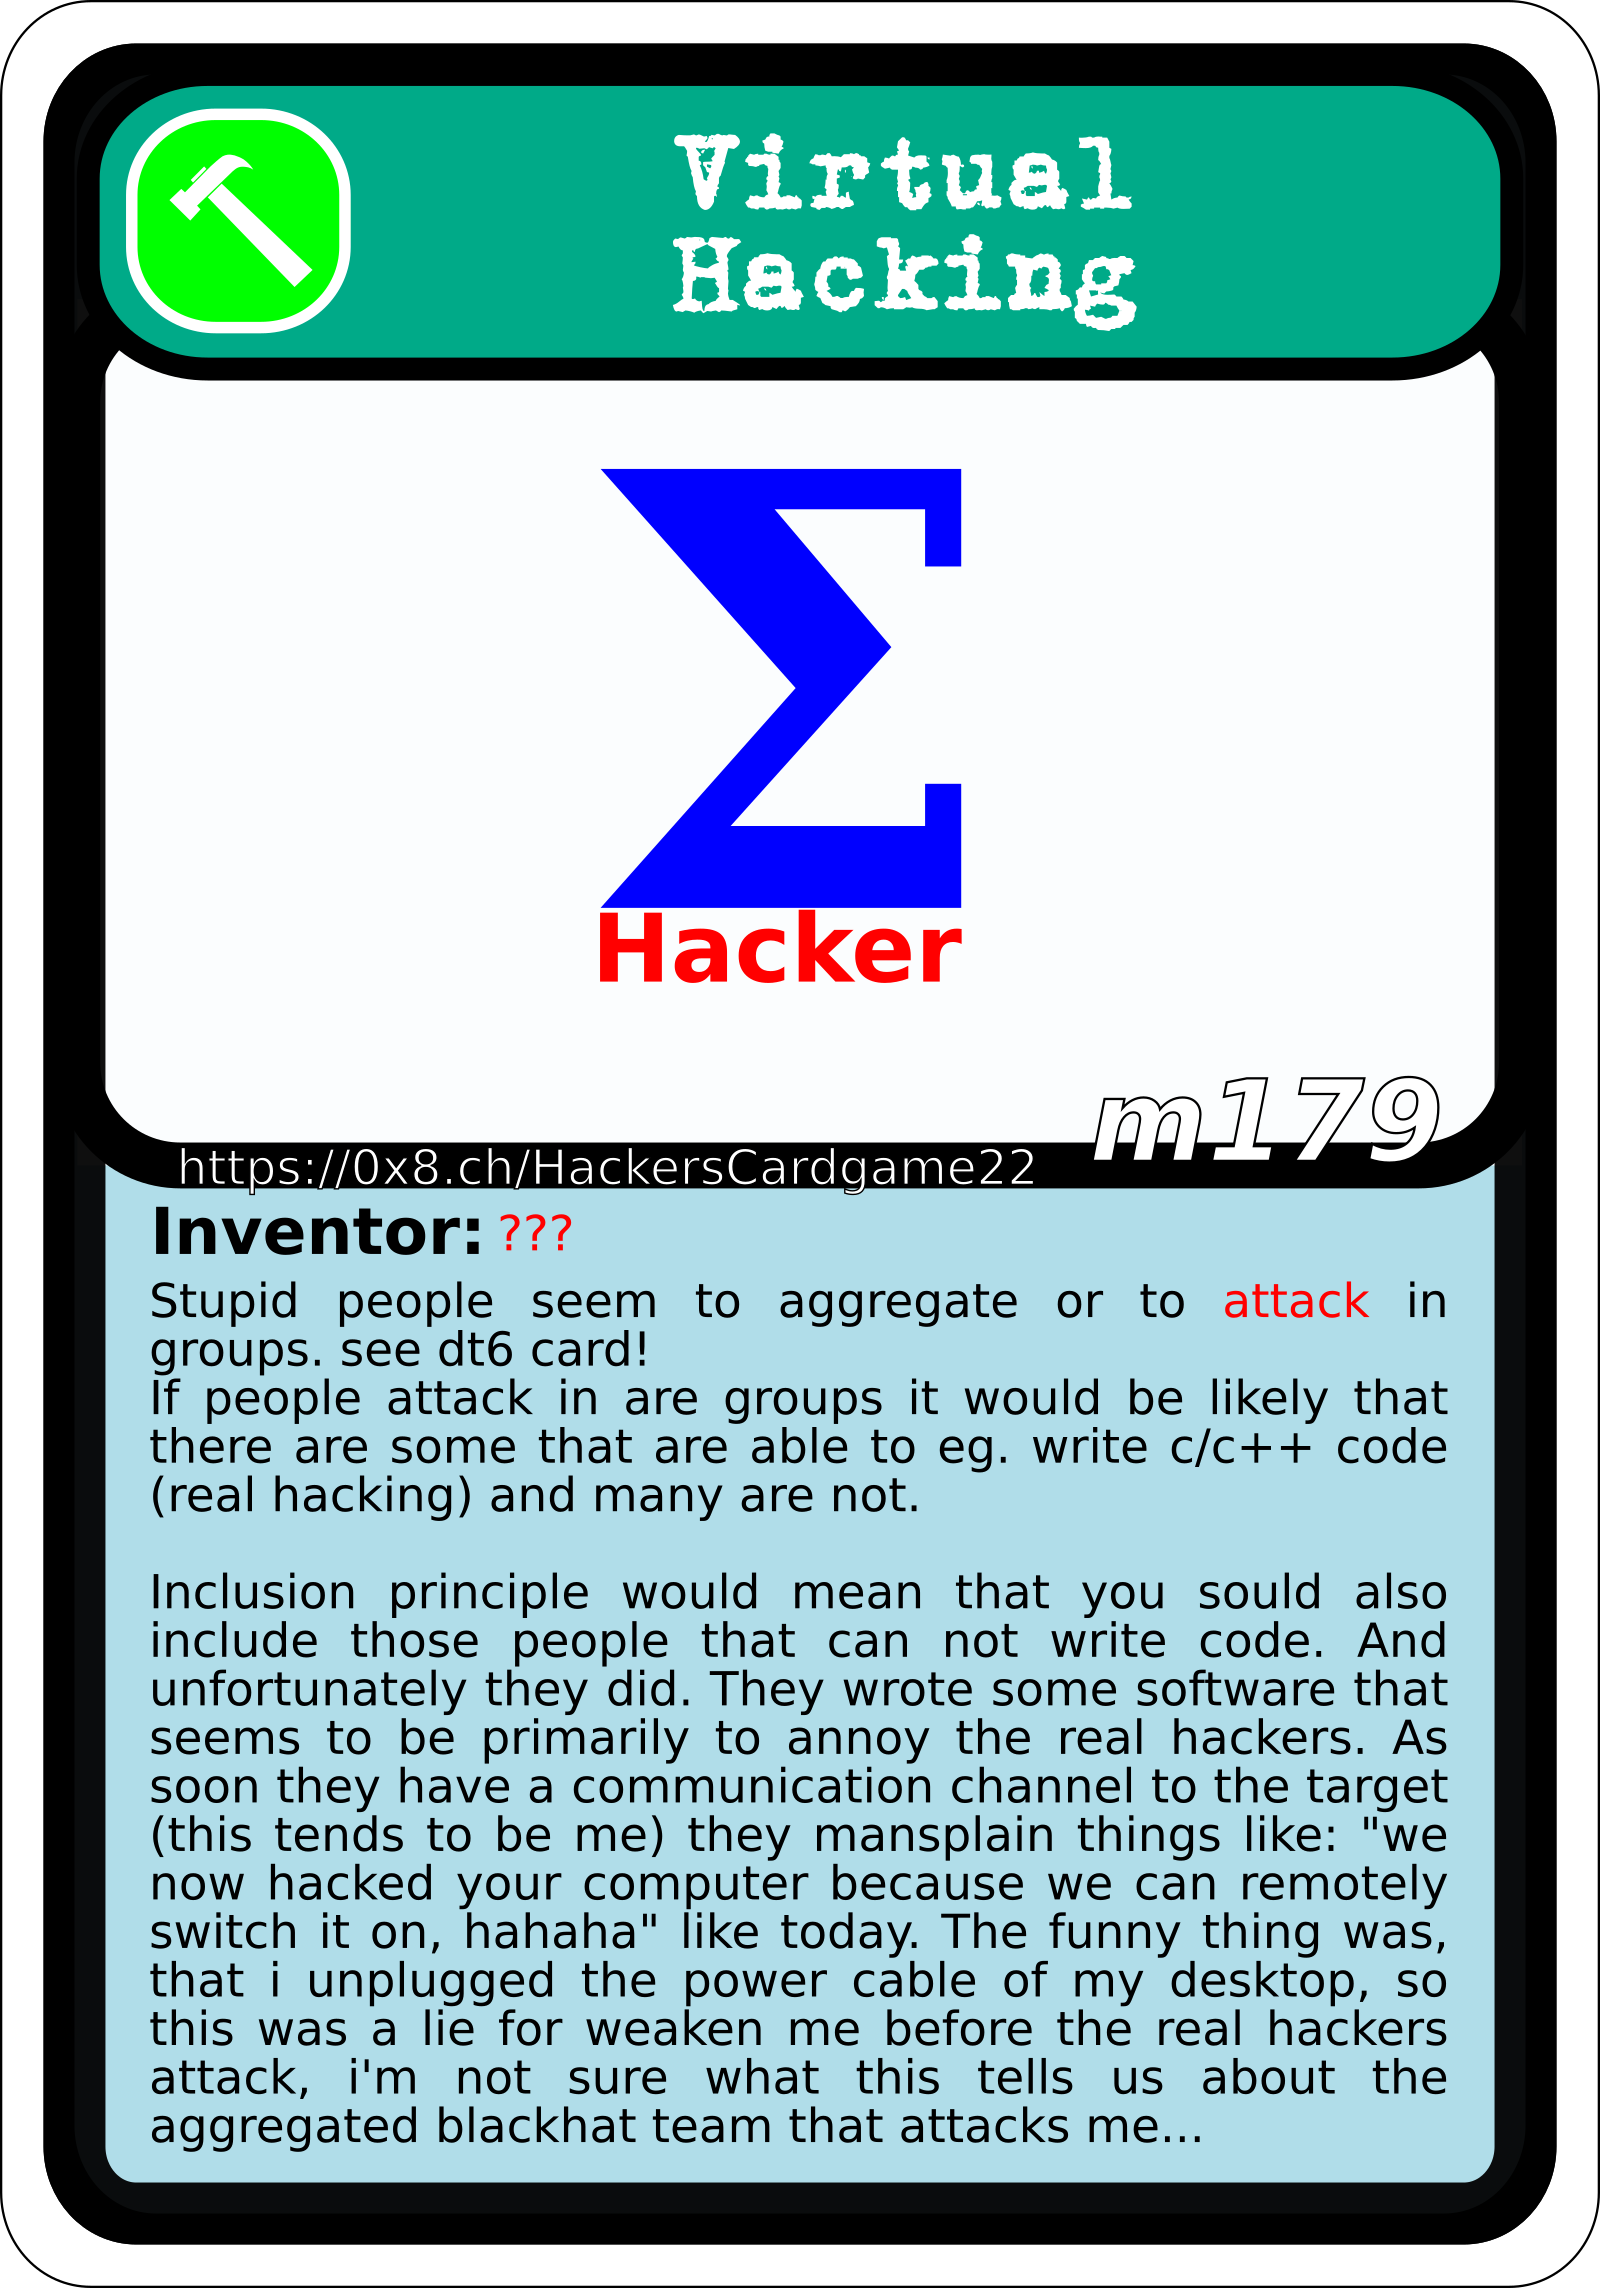 Virtual
Hacking
Σ
Hacker
m179
https://0x8.ch/HackersCardgame22
Inventor: ???
Stupid people seem to aggregate or to attack in
groups. see dt6 card!
If people attack in are groups it would be likely that
there are some that are able to eg. write c/c++ code
(real hacking) and many are not.
Inclusion principle would mean that you sould also
include those people that can not write code. And
unfortunately they did. They wrote some software that
seems to be primarily to annoy the real hackers. As
soon they have a communication channel to the target
(this tends to be me) they mansplain things like: "we
now hacked your computer because we can remotely
switch it on, hahaha" like today. The funny thing was,
that i unplugged the power cable of my desktop, so
this was a lie for weaken me before the real hackers
attack, i'm not sure what this tells us about the
aggregated blackhat team that attacks me...